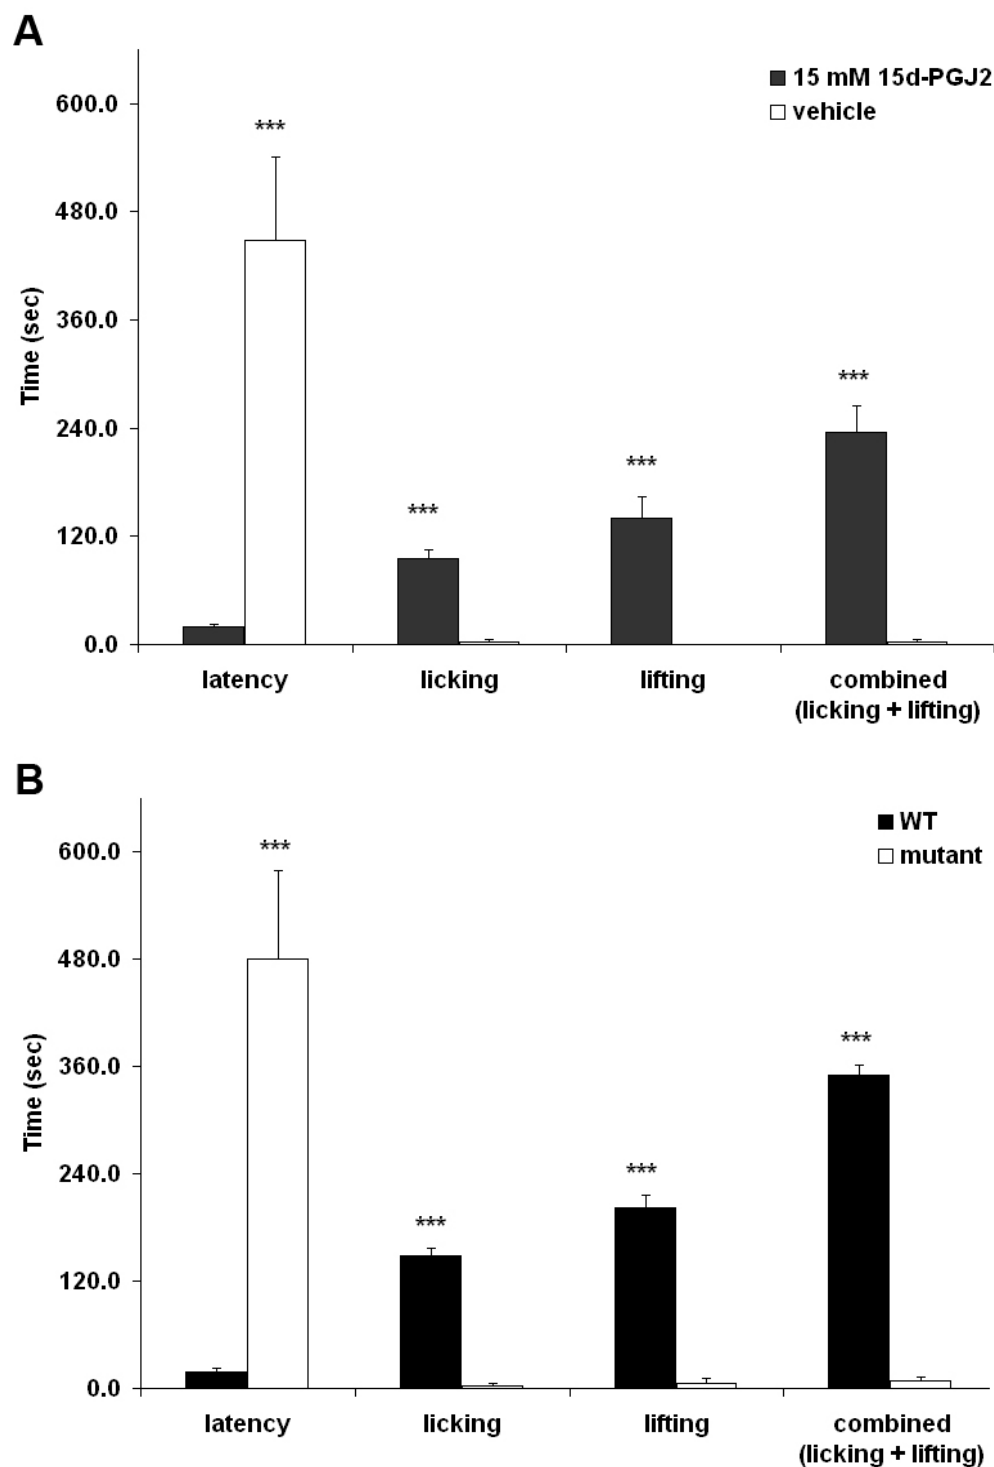 A
15 mM 15d-PGJ2
vehicle
600.0
***
480.0
360.0
***
240.0
***
***
120.0
0.0
Time (sec)
latency
licking
lifting
combined
(licking + lifting)
B
WT
mutant
600.0
***
480.0
360.0
***
240.0
***
***
120.0
0.0
Time (sec)
latency
licking
lifting
combined
(licking + lifting)